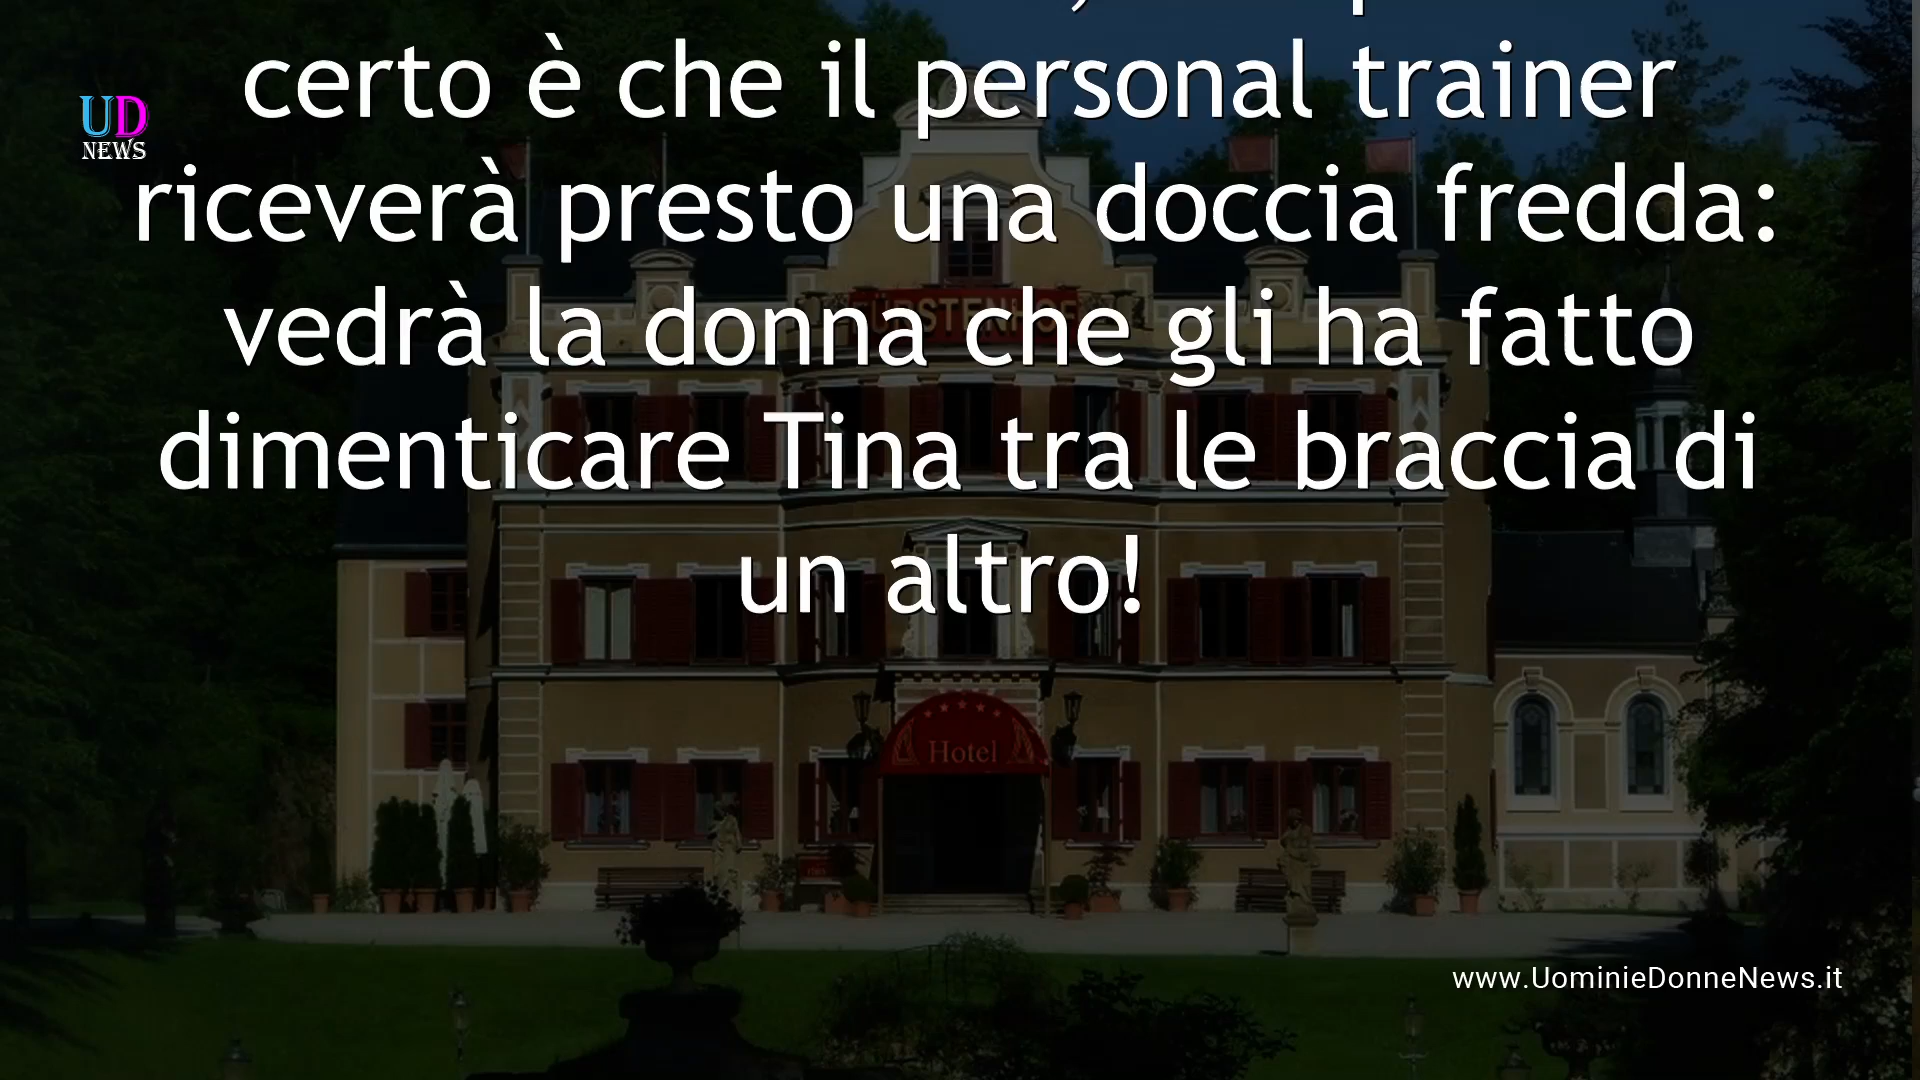 certo è che il personal trainer
UD
NEWS
riceverà presto una doccia fredda:
vedrà la donna che gli ha fatto
FÜRSTENHOF
dimenticare Tina tra le braccia di
un altro!
Hotel
www.UominieDonneNews.it